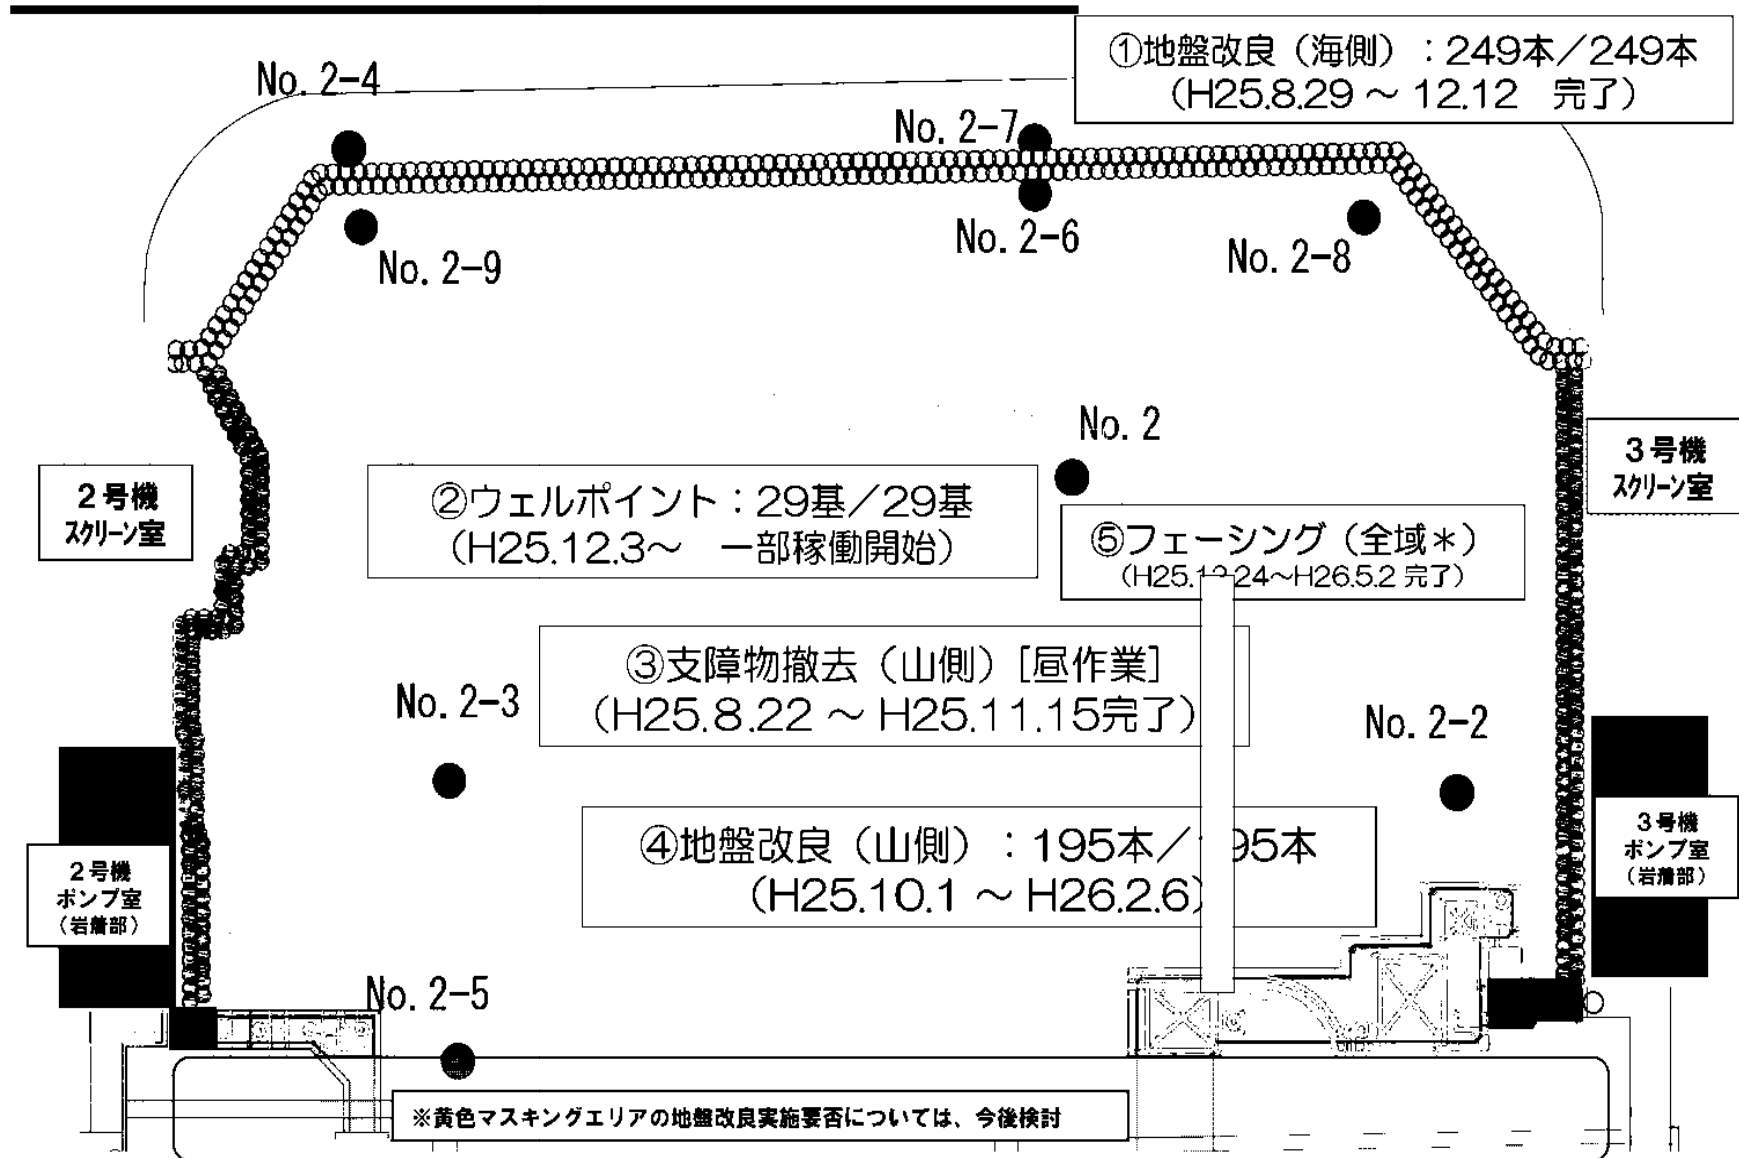 ①地盤改良（海側）：249本／249本
（H25.8.29 ～ 12.12　完了）
No. 2-4
No. 2-7
No. 2-9
No. 2-6
No. 2-8
No. 2
２号機
スクリーン室
３号機
スクリーン室
②ウェルポイント：29基／29基
（H25.12.3～　一部稼働開始）
⑤フェーシング（全域＊）
（H25.12.24～H26.5.2 完了）
③支障物撤去（山側）[昼作業]
（H25.8.22 ～ H25.11.15完了）
No. 2-3
No. 2-2
④地盤改良（山側）：195本／195本
（H25.10.1 ～ H26.2.6）
２号機
ポンプ室
（岩着部）
３号機
ポンプ室
（岩着部）
No. 2-5
※黄色マスキングエリアの地盤改良実施要否については、今後検討